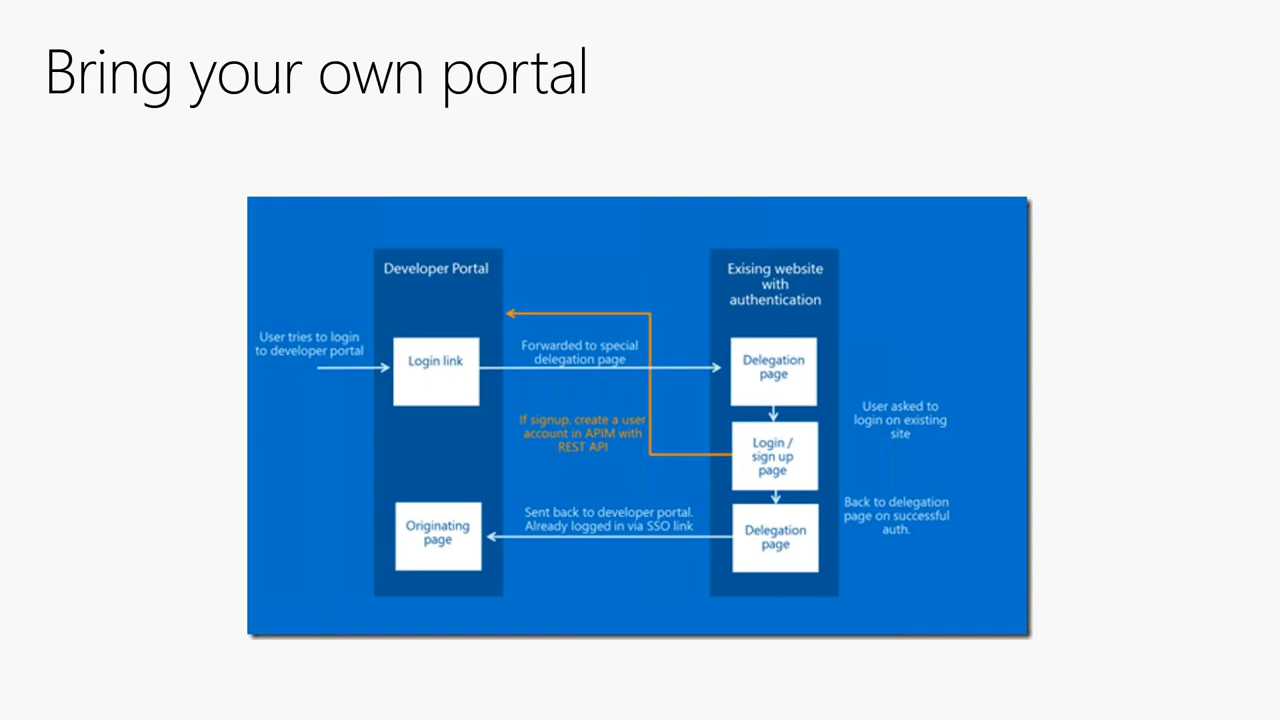 Bring your own portal
Developer Portal
Exising website
with
authentication
User tries to login
to developer portal
Login link
Forwarded to special
delegation page
Delegation
page
If signup, create a user
account in APIM with
REST API
User asked to
login on existing
site
Login /
sign up
page
Originating
page
Sent back to developer portal.
Already logged in via SSO link
Delegation
page
Back to delegation
page on successful
auth.